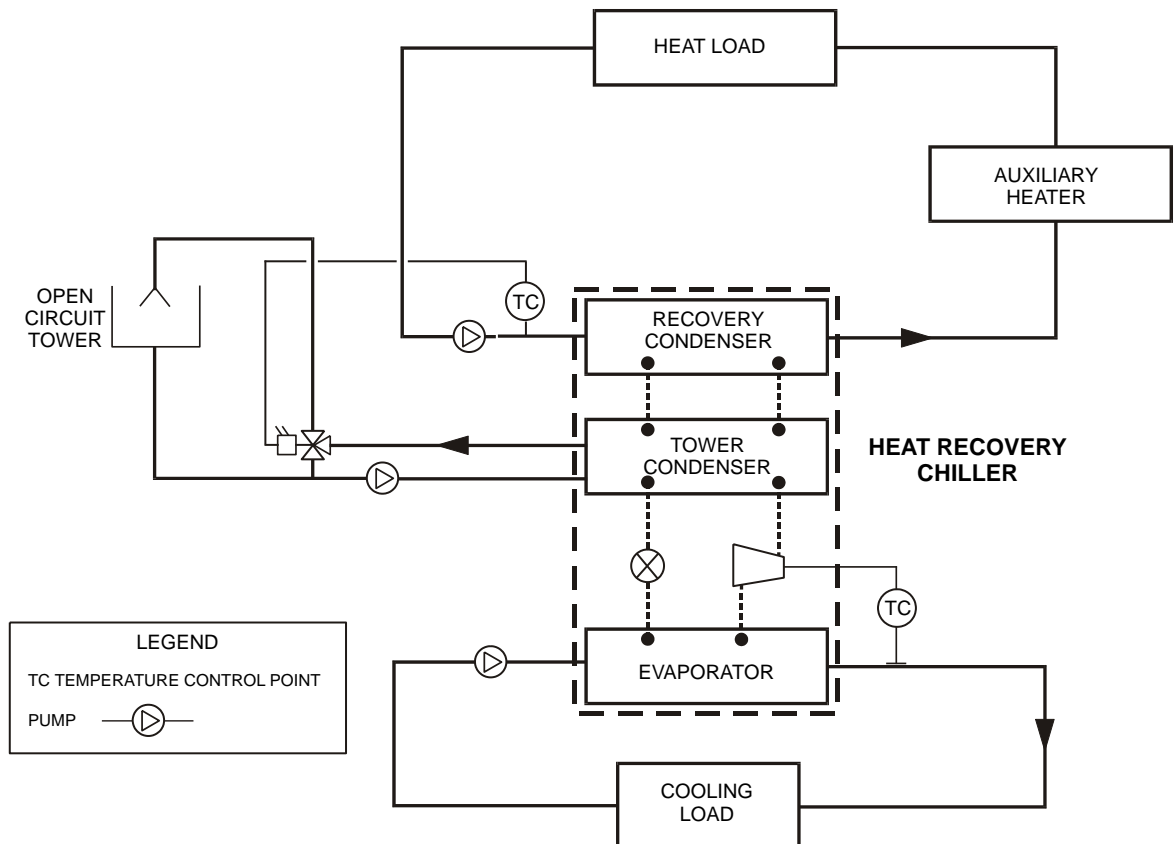 HEAT LOAD
AUXILIARY
HEATER
OPEN
CIRCUIT
TOWER
TC
RECOVERY
CONDENSER
TOWER
CONDENSER
HEAT RECOVERY
CHILLER
TC
EVAPORATOR
LEGEND
TC TEMPERATURE CONTROL POINT
PUMP
COOLING
LOAD